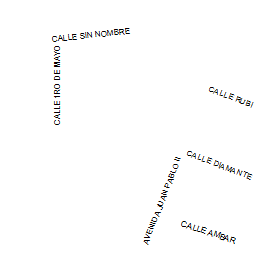 CALLE SIN NOMBRE
CALLE 1RO DE MAYO
CALLE RUBI
CALLE DIAMANTE
AVENIDA JUAN PABLO II
CALLE AMBAR